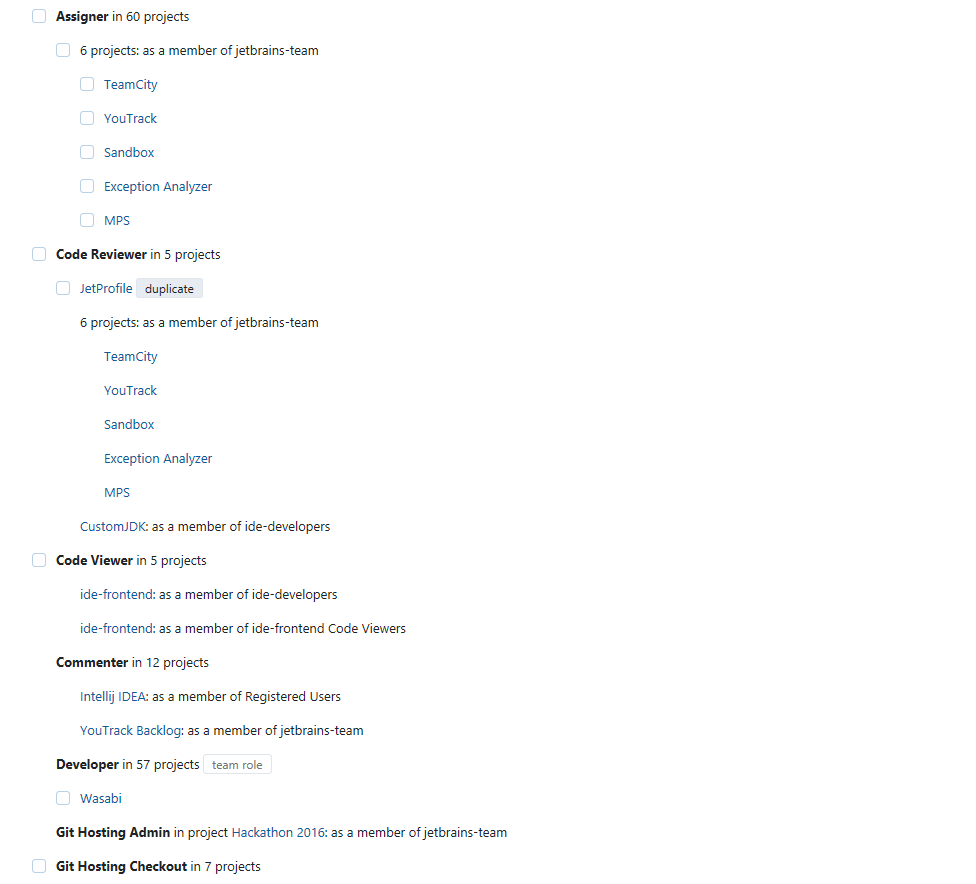 Assigner in 60 projects
6 projects: as a member of jetbrains-team
TeamCity
YouTrack
Sandbox
Exception Analyzer
MPS
Code Reviewer in 5 projects
JetProfile duplicate
6 projects: as a member of jetbrains-team
TeamCity
YouTrack
Sandbox
Exception Analyzer
MPS
CustomJDK: as a member of ide-developers
Code Viewer in 5 projects
ide-frontend: as a member of ide-developers
ide-frontend: as a member of ide-frontend Code Viewers
Commenter in 12 projects
Intellij IDEA: as a member of Registered Users
YouTrack Backlog: as a member of jetbrains-team
Developer in 57 projects team role
Wasabi
Git Hosting Admin in project Hackathon 2016: as a member of jetbrains-team
Git Hosting Checkout in 7 projects